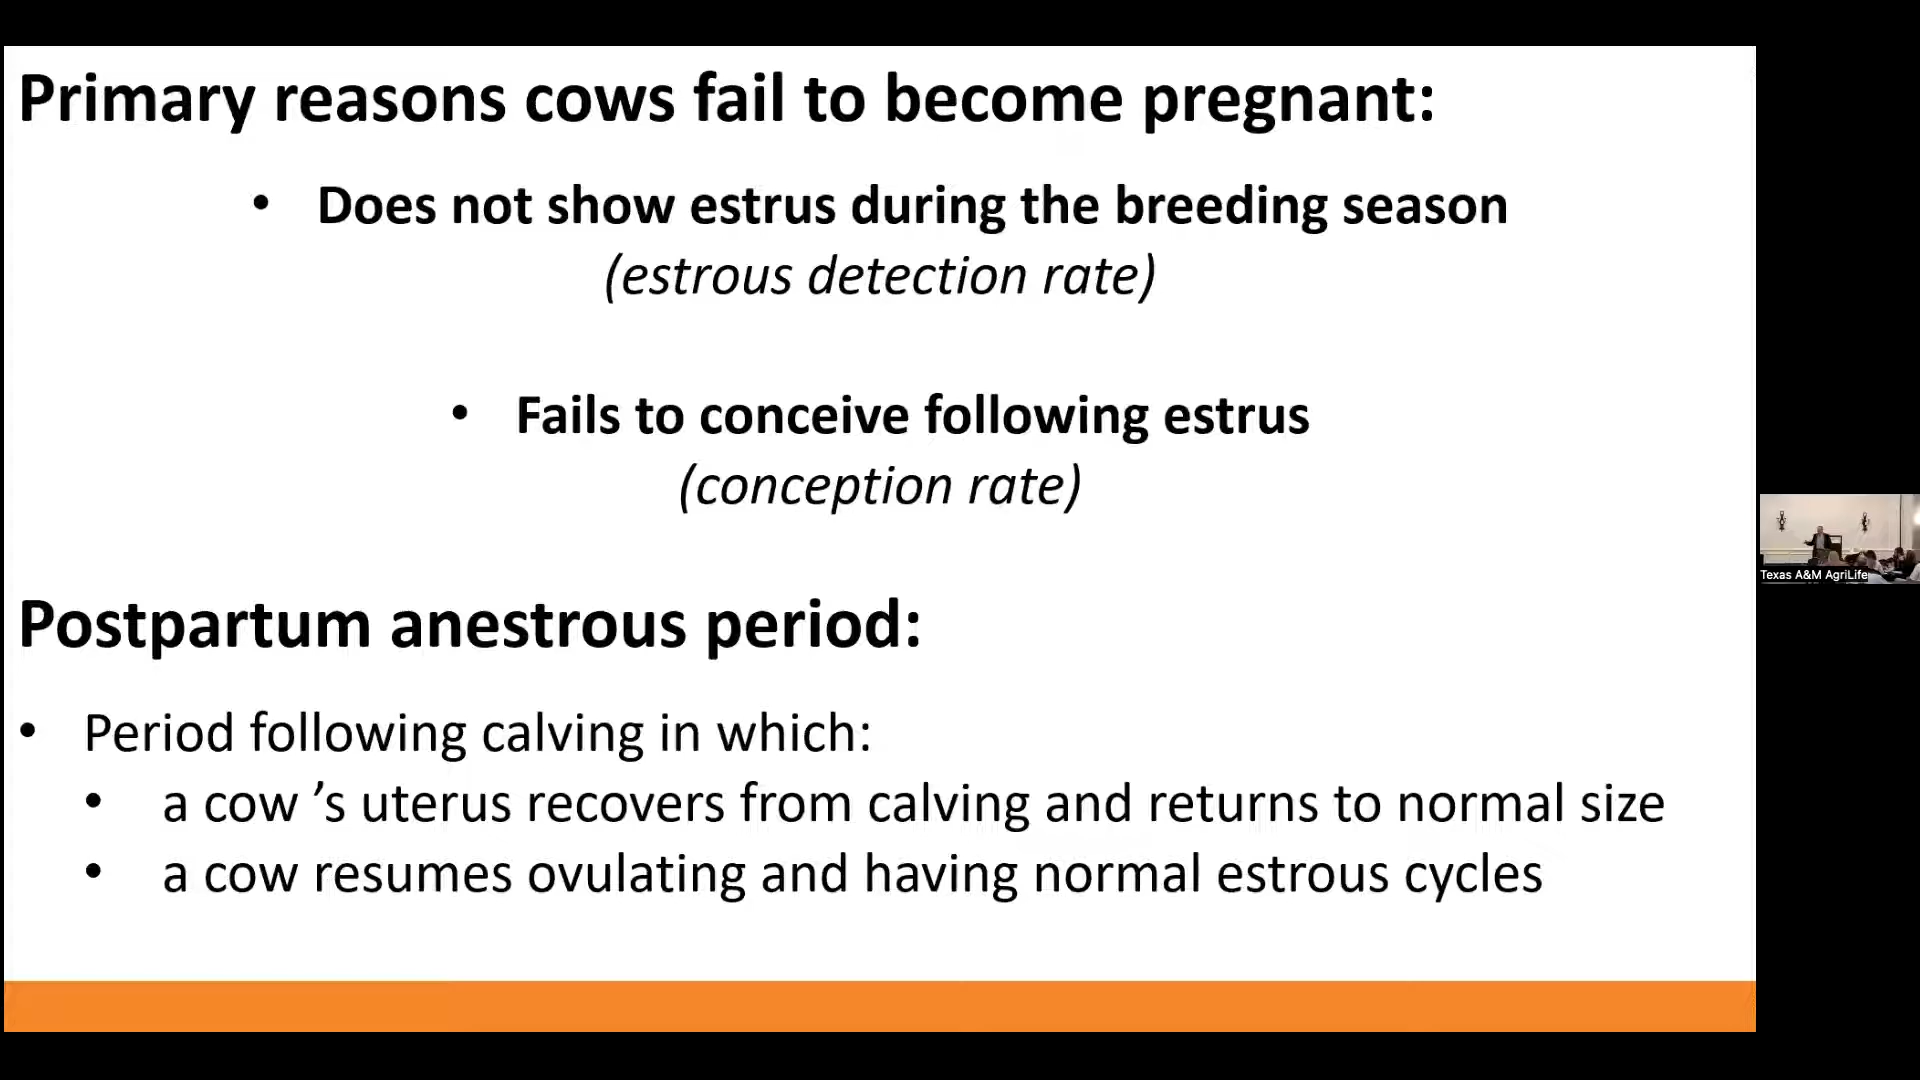 Primary reasons cows fail to become pregnant:
• Does not show estrus during the breeding season
(estrous detection rate)
• Fails to conceive following estrus
(conception rate)
Postpartum anestrous period:
• Period following calving in which:
• a cow ’s uterus recovers from calving and returns to normal size
• a cow resumes ovulating and having normal estrous cycles
Texas A&M AgriLife